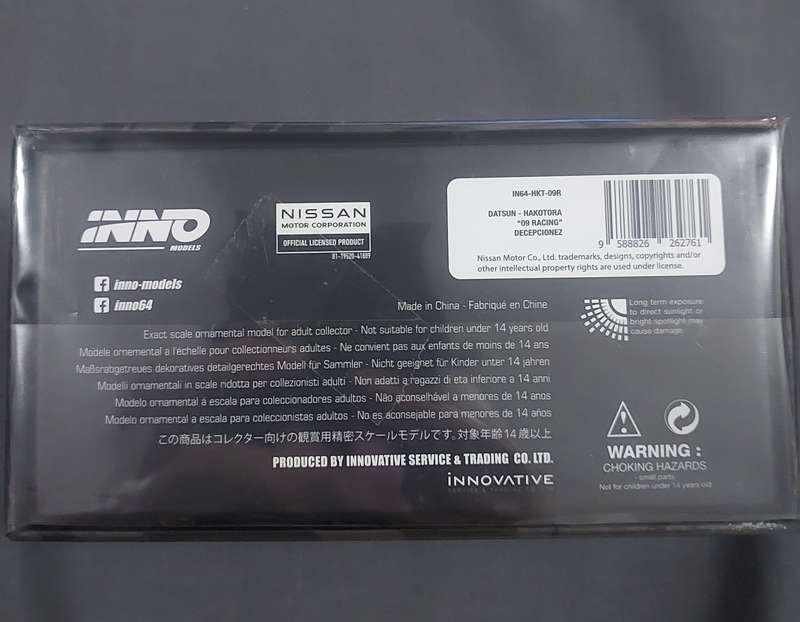 INNO
MODELS
inno-models
inno64
NISSAN
MOTOR CORPORATION
OFFICIAL LICENSED PRODUCT
81-19520-41689
IN64-HKT-09R
DATSUN - HAKOTORA
"09 RACING"
DECEPCIONEZ
9 588826 262761
Nissan Motor Co., Ltd. trademarks, designs, copyrights and/or
other intellectual property rights are used under license.
Made in China - Fabriqué en Chine
Exact scale ornamental model for adult collector - Not suitable for children under 14 years old
Modele ornemental a l'échelle pour collectionneurs adultes - Ne convient pas aux enfants de moins de 14 ans
Maßsrabgetreues dekoratives detailgerechtes Modell für Sammler - Nicht geignet für Kinder unter 14 jahren
Modelli ornamentali in scale ridotta per collezionisti adulti - Non adatti a ragazzi di eta inferiore a 14 anni
Modelo ornamental á escala para coleccionadores adultos - Não aconselhável a menores de 14 anos
Modelo ornamental a escala para coleccionistas adultos - No es aconsejable para menores de 14 años
この商品はコレクター向けの観賞用精密スケールモデルです。対象年齢14歳以上
PRODUCED BY INNOVATIVE SERVICE & TRADING CO. LTD.
iNNOVATIVE
SERVICE & TRADING CO LTD
Long term exposure
to direct sunlight or
bright spotlight may
cause damage.
WARNING :
CHOKING HAZARDS
- small parts
Not for children under 14 years old